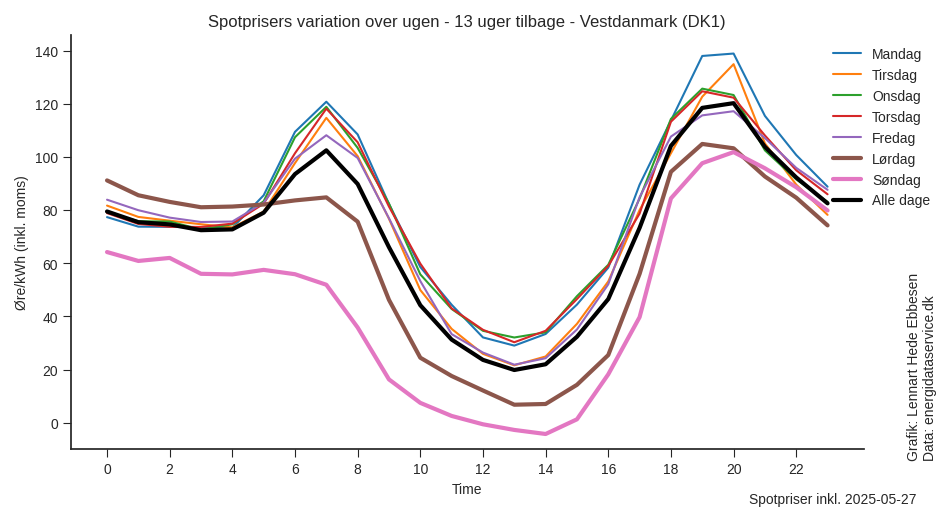 Spotprisers variation over ugen - 13 uger tilbage - Vestdanmark (DK1)
Øre/kWh (inkl. moms)
140
120
100
80
60
40
20
0
0 2 4 6 8 10 12 14 16 18 20 22
Time
Mandag
Tirsdag
Onsdag
Torsdag
Fredag
Lørdag
Søndag
Alle dage
Grafik: Lennart Hede Ebbesen
Data: energidataservice.dk
Spotpriser inkl. 2025-05-27